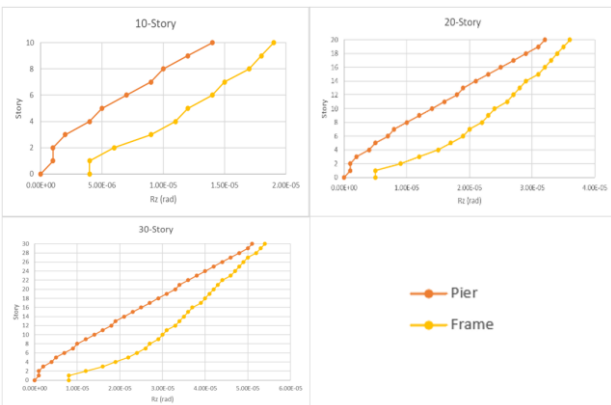 10-Story
10
8
6
4
2
0
Story
0.00E+00 5.00E-06 1.00E-05 1.50E-05 2.00E-05
Rz (rad)
20-Story
20
18
16
14
12
10
8
6
4
2
0
Story
0.00E+00 1.00E-05 2.00E-05 3.00E-05 4.00E-05
Rz (rad)
30-Story
30
28
26
24
22
20
18
16
14
12
10
8
6
4
2
0
Story
0.00E+00 1.00E-05 2.00E-05 3.00E-05 4.00E-05 5.00E-05 6.00E-05
Rz (rad)
Pier
Frame